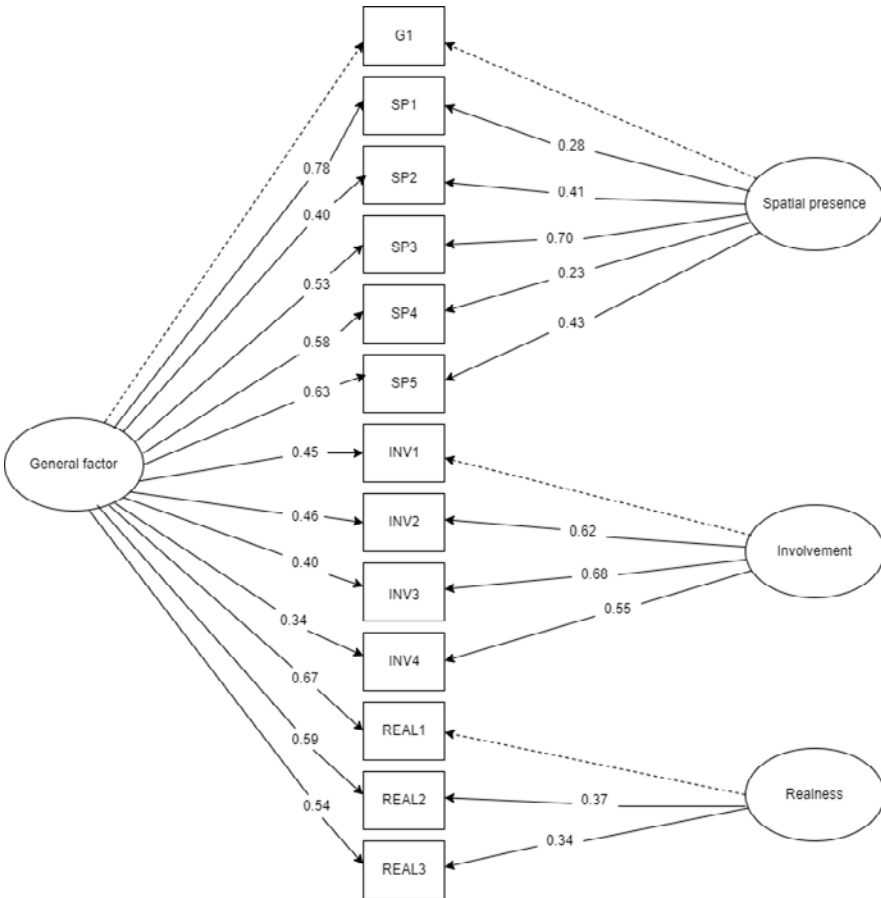 G1
SP1
0.78
0.28
SP2
0.40
0.41
Spatial presence
SP3
0.70
0.53
0.23
SP4
0.58
0.43
SP5
0.63
General factor
0.45
INV1
0.46
INV2
0.62
Involvement
0.40
INV3
0.68
0.34
INV4
0.55
0.67
REAL1
0.59
REAL2
0.37
Realness
0.54
0.34
REAL3